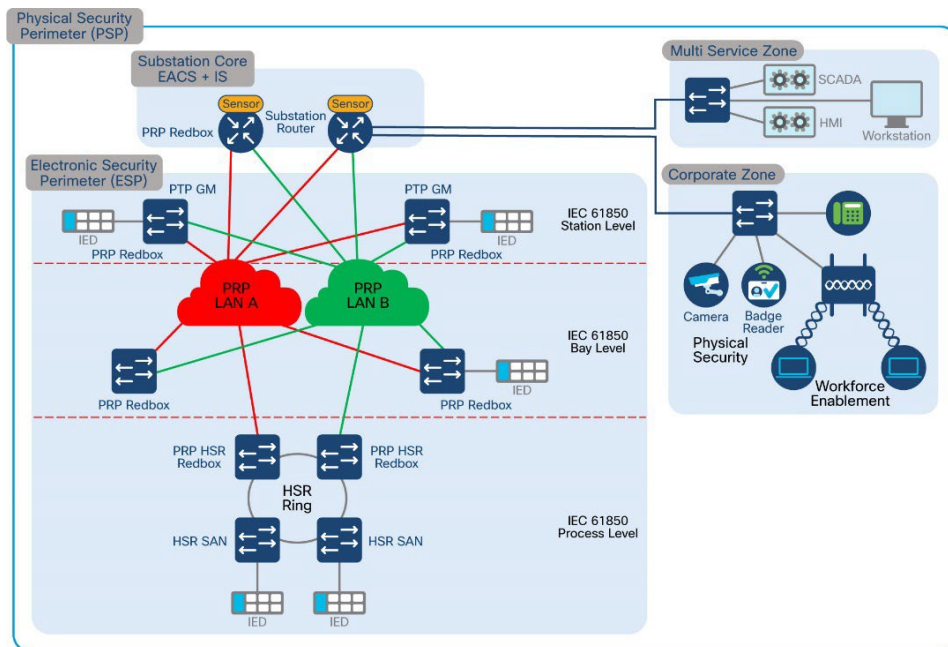 Physical Security
Perimeter (PSP)
Substation Core
EACS + IS
Sensor
Sensor
Substation
Router
PRP Redbox
Multi Service Zone
SCADA
HMI
Workstation
Electronic Security
Perimeter (ESP)
PTP GM
PTP GM
IED
IED
PRP Redbox
PRP Redbox
IEC 61850
Station Level
Corporate Zone
Camera
Badge
Reader
Physical
Security
Workforce
Enablement
PRP
LAN A
PRP
LAN B
IEC 61850
Bay Level
PRP Redbox
PRP Redbox
IED
PRP HSR
Redbox
PRP HSR
Redbox
HSR
Ring
IEC 61850
Process Level
HSR SAN
HSR SAN
IED
IED